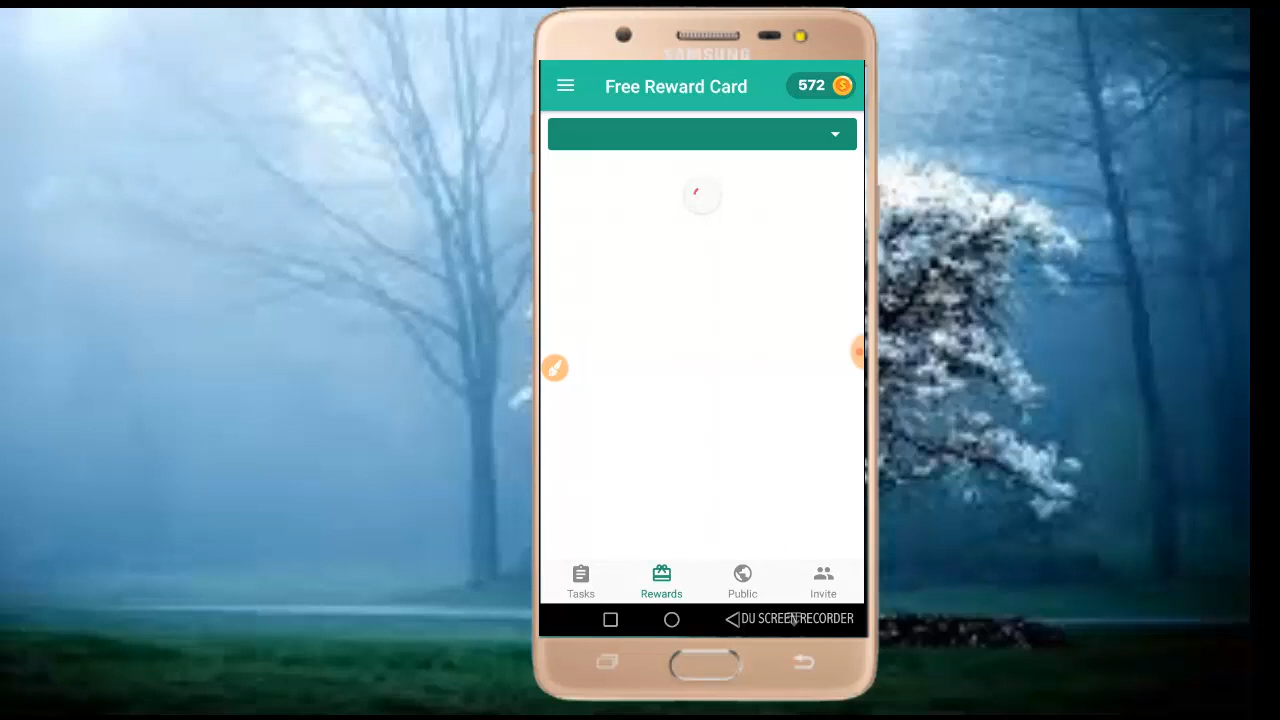 SAMSUNG
Free Reward Card
572
Tasks
Rewards
Public
Invite
DU SCREEN RECORDER